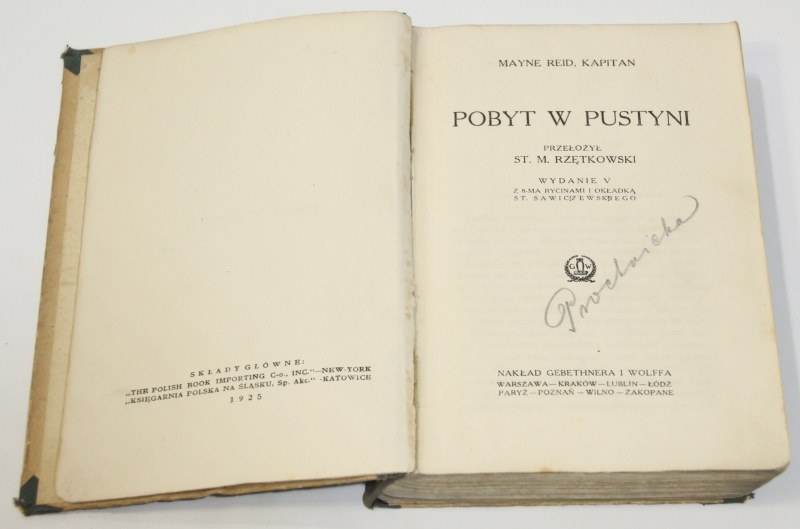 SKŁADY GŁÓWNE:
„THE POLISH BOOK IMPORTING C-o., INC."—NEW-YORK
„KSIĘGARNIA POLSKA NA ŚLĄSKU, Sp. Akc." -KATOWICE
1925
MAYNE REID, KAPITAN
POBYT W PUSTYNI
PRZEŁOŻYŁ
ST. M. RZĘTKOWSKI
WYDANIE V
Z 8-MA RYCINAMI I OKŁADKĄ
ST. SAWICZEWSKIEGO
G W
NAKŁAD GEBETHNERA I WOLFFA
WARSZAWA—KRAKÓW—LUBLIN—ŁÓDŹ
PARYŻ—POZNAŃ—WILNO—ZAKOPANE